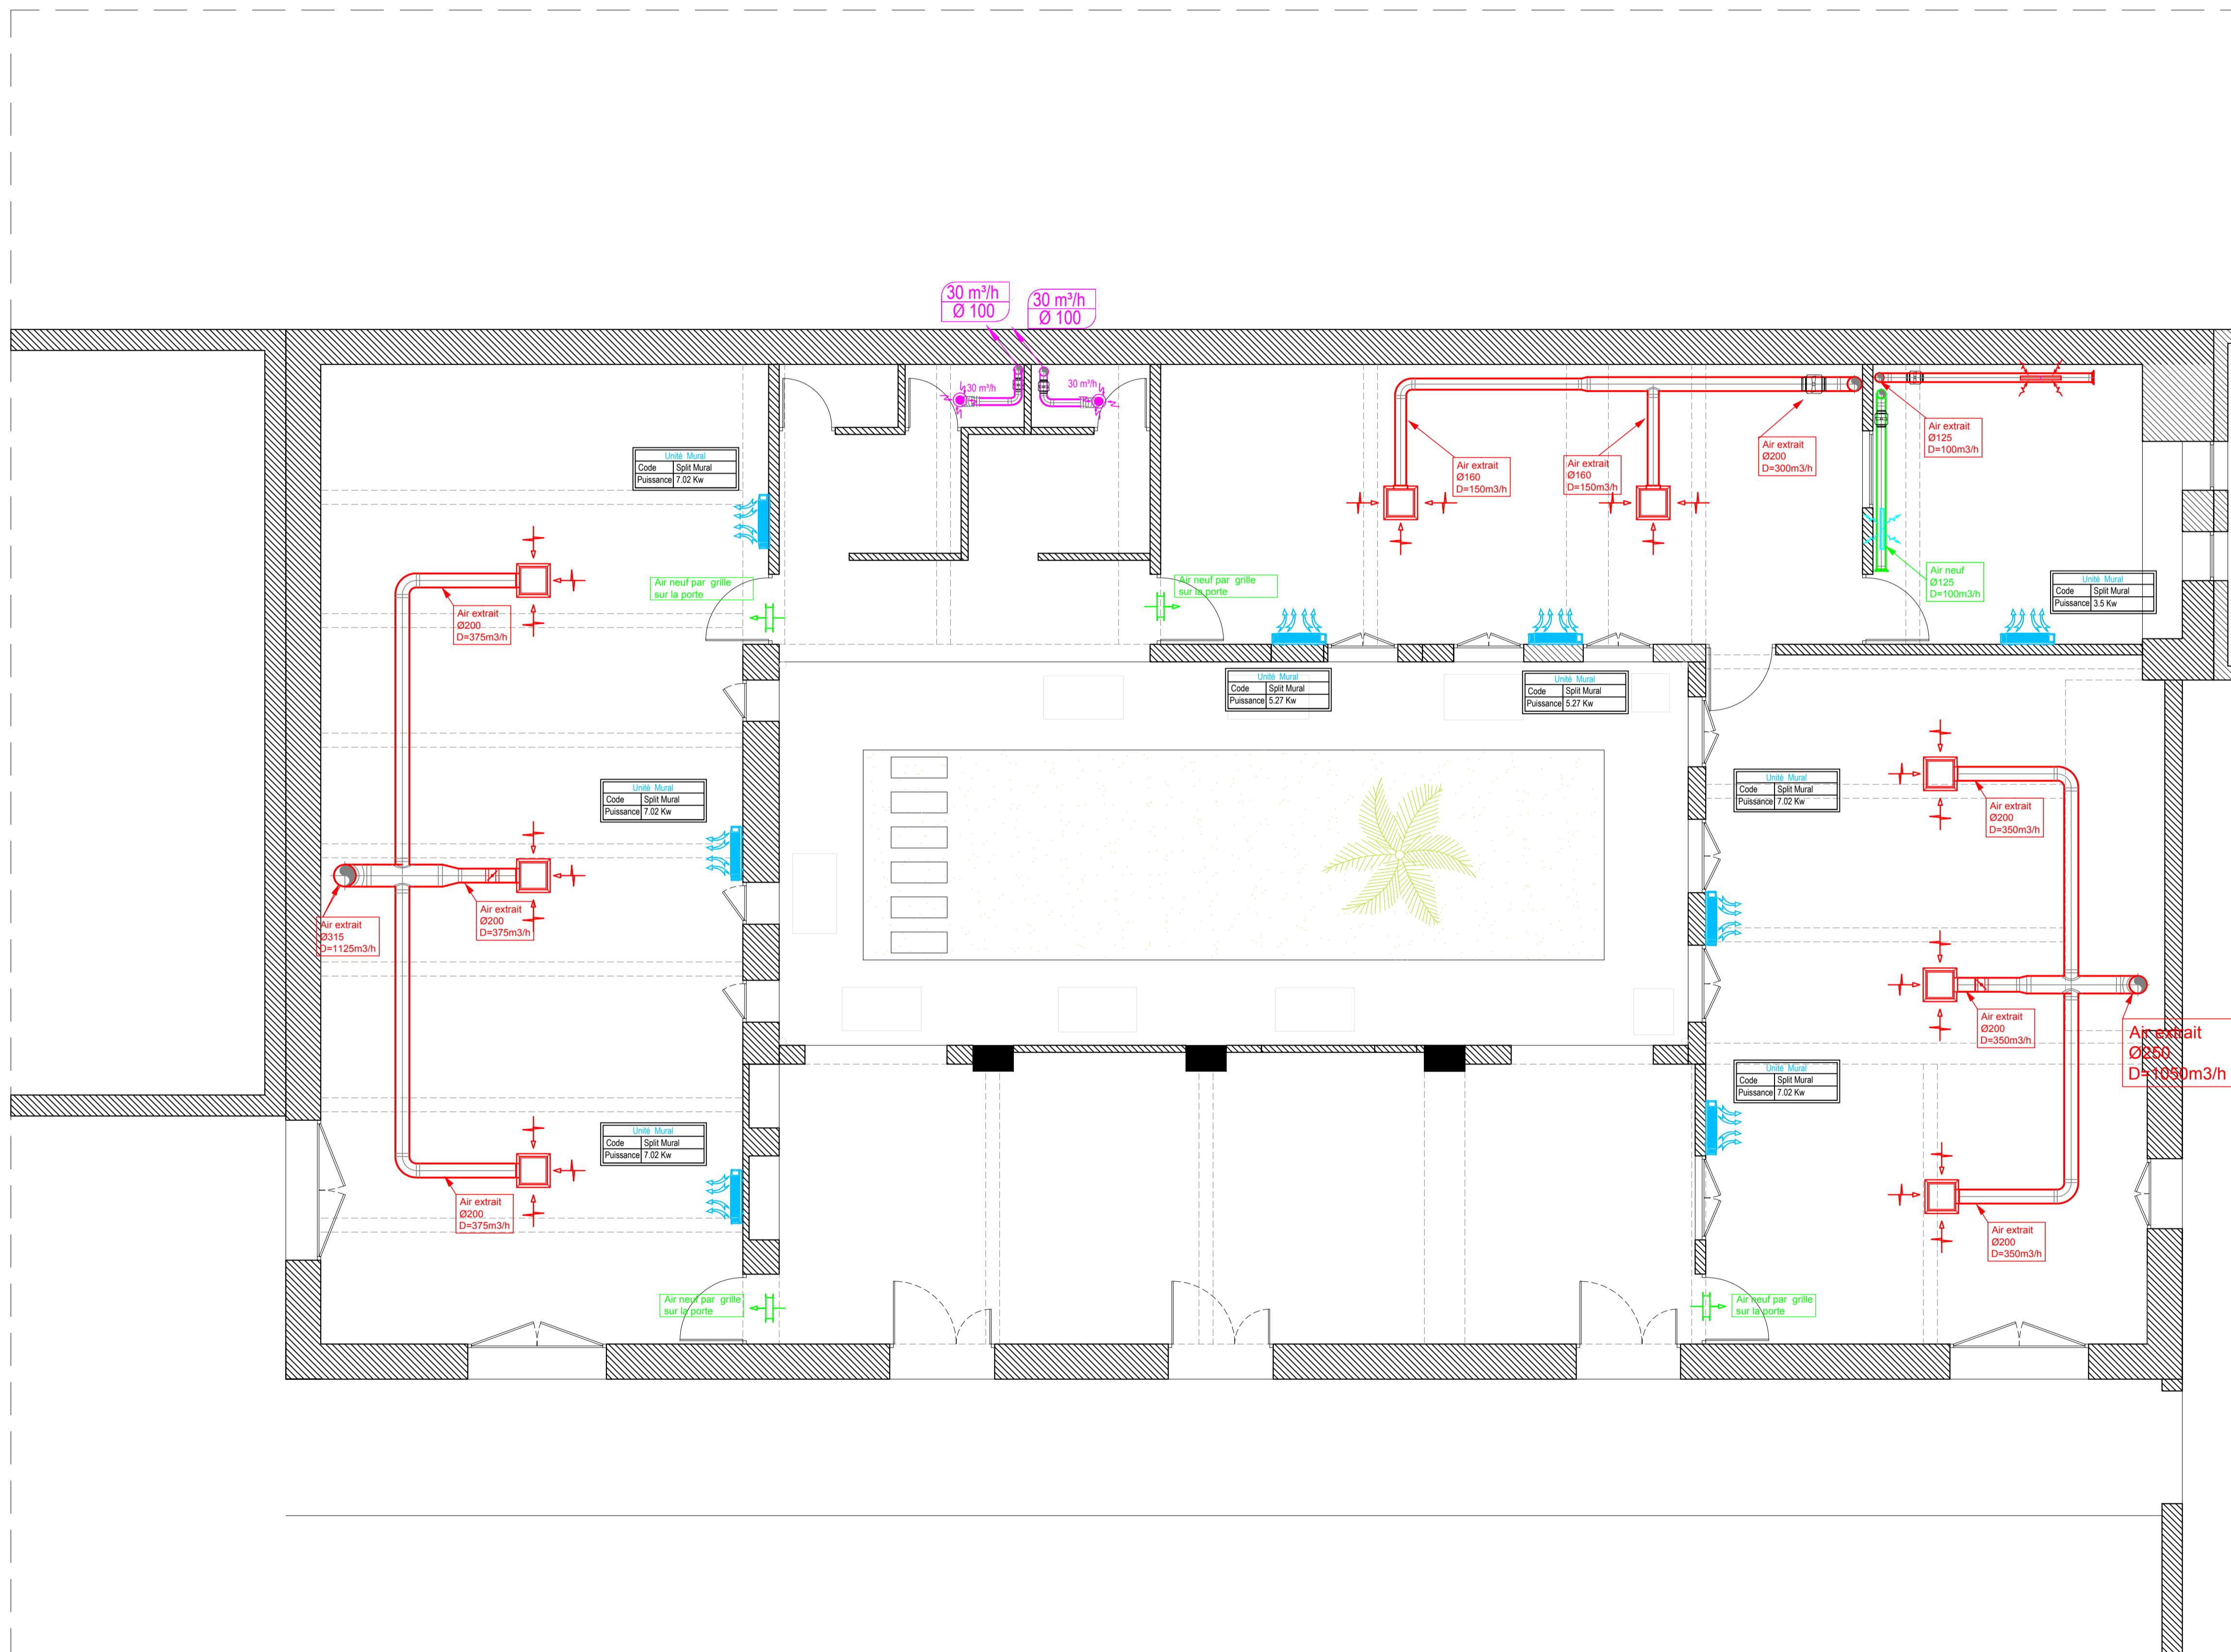 30 m³/h
Ø 100
30 m³/h
Ø 100
30 m³/h
30 m³/h
Unité Mural
Code Split Mural
Puissance 7.02 Kw
Air extrait
Ø160
D=150m3/h
Air extrait
Ø160
D=150m3/h
Air extrait
Ø200
D=300m3/h
Air extrait
Ø125
D=100m3/h
Air neuf par grille
sur la porte
Air neuf par grille
sur la porte
Air neuf
Ø125
D=100m3/h
Unité Mural
Code Split Mural
Puissance 3.5 Kw
Air extrait
Ø200
D=375m3/h
Unité Mural
Code Split Mural
Puissance 5.27 Kw
Unité Mural
Code Split Mural
Puissance 5.27 Kw
Unité Mural
Code Split Mural
Puissance 7.02 Kw
Unité Mural
Code Split Mural
Puissance 7.02 Kw
Air extrait
Ø200
D=350m3/h
Air extrait
Ø315
D=1125m3/h
Air extrait
Ø200
D=375m3/h
Air extrait
Ø200
D=350m3/h
Air extrait
Ø250
D=1050m3/h
Unité Mural
Code Split Mural
Puissance 7.02 Kw
Unité Mural
Code Split Mural
Puissance 7.02 Kw
Air extrait
Ø200
D=375m3/h
Air extrait
Ø200
D=350m3/h
Air neuf par grille
sur la porte
Air neuf par grille
sur la porte